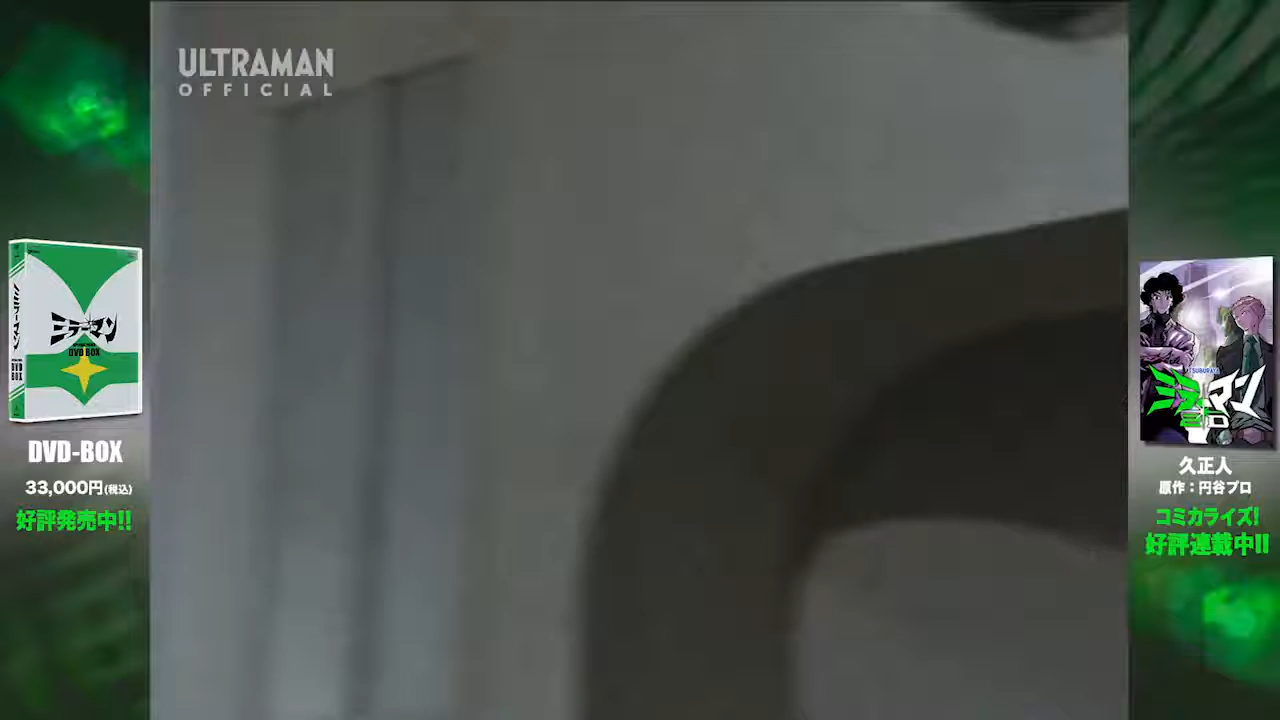 ULTRAMAN
OFFICIAL
ミラーマン
DVD BOX
DVD-BOX
33,000円(税込)
好評発売中!!
TSUBURAYA
ミラーマン
2D
久正人
原作：円谷プロ
コミカライズ!
好評連載中!!